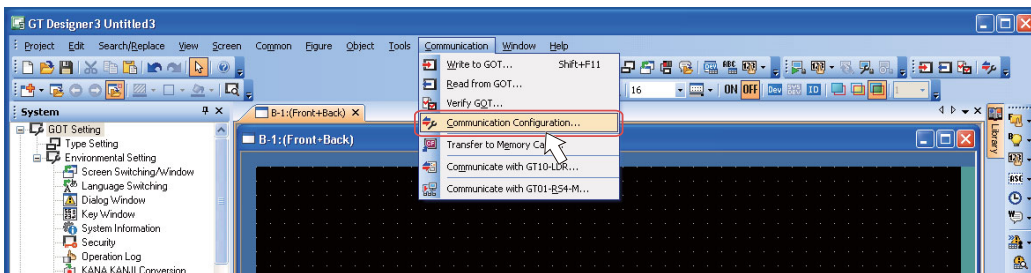 GT Designer3 Untitled3
Project Edit Search/Replace View Screen Common Figure Object Tools Communication Window Help
Write to GOT... Shift+F11
Read from GOT...
Verify GOT...
Communication Configuration...
Transfer to Memory Ca
Communicate with GT10-LDR...
Communicate with GT01-RS4-M...
16 ON OFF Dev ID 1
System
B-1:(Front+Back)
GOT Setting
Type Setting
Environmental Setting
Screen Switching/Window
Language Switching
Dialog Window
Key Window
System Information
Security
Operation Log
KANA KANJI Conversion
B-1:(Front+Back)
Library
123
ASC